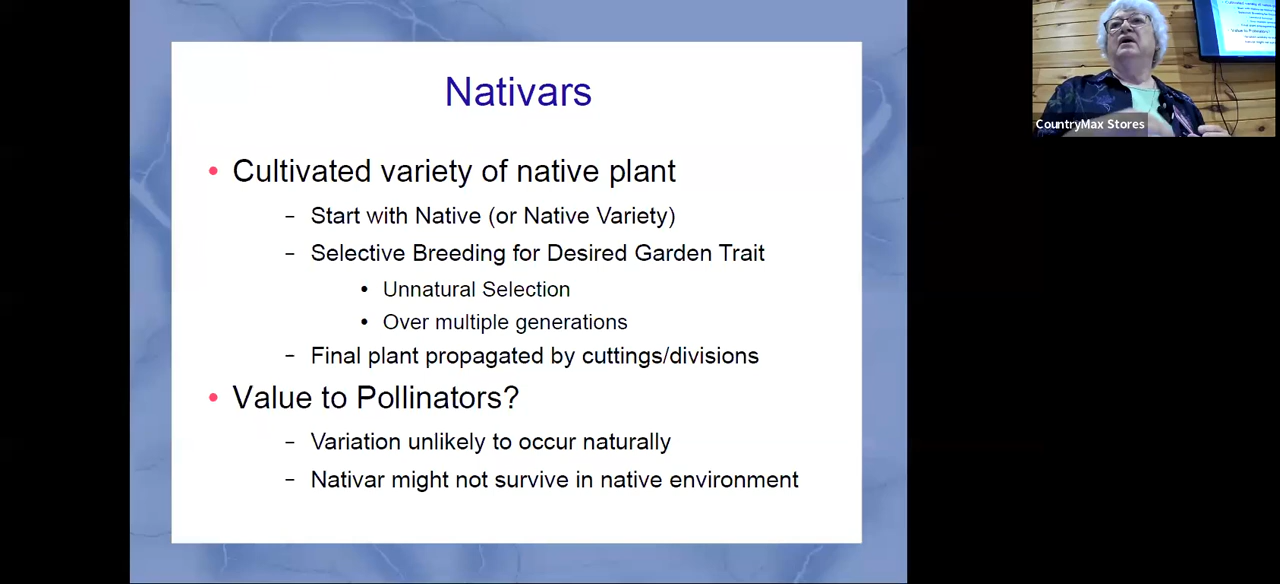 Nativars
• Cultivated variety of native plant
– Start with Native (or Native Variety)
– Selective Breeding for Desired Garden Trait
• Unnatural Selection
• Over multiple generations
– Final plant propagated by cuttings/divisions
• Value to Pollinators?
– Variation unlikely to occur naturally
– Nativar might not survive in native environment
CountryMax Stores